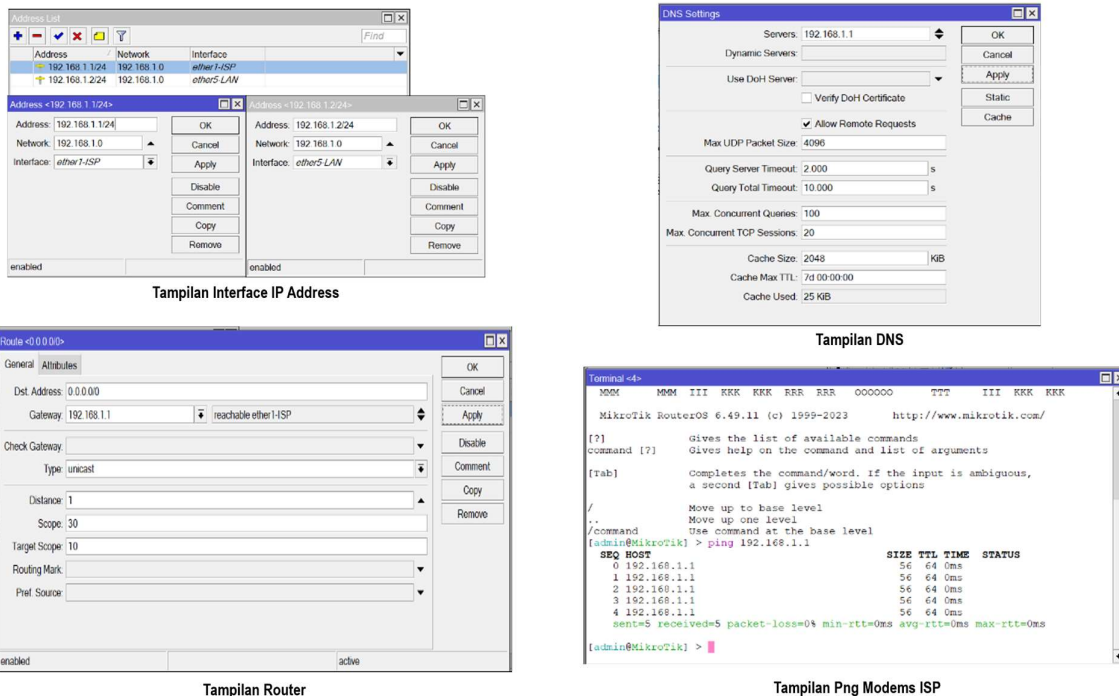 Address List
Find
Address Network Interface
192.168.1.1/24 192.168.1.0 ether1-ISP
192.168.1.2/24 192.168.1.0 ether5-LAN
Address <192.168.1.1/24>
Address: 192.168.1.1/24 OK
Network: 192.168.1.0 Cancel
Interface: ether1-ISP Apply
Disable
Comment
Copy
Remove
enabled
Address <192.168.1.2/24>
Address: 192.168.1.2/24 OK
Network: 192.168.1.0 Cancel
Interface: ether5-LAN Apply
Disable
Comment
Copy
Remove
enabled
Tampilan Interface IP Address
DNS Settings
Servers: 192.168.1.1 OK
Dynamic Servers: Cancel
Use DoH Server: Apply
Verify DoH Certificate Static
Allow Remote Requests Cache
Max UDP Packet Size: 4096
Query Server Timeout: 2.000 s
Query Total Timeout: 10.000 s
Max. Concurrent Queries: 100
Max. Concurrent TCP Sessions: 20
Cache Size: 2048 KiB
Cache Max TTL: 7d 00:00:00
Cache Used: 25 KiB
Tampilan DNS
Route <0.0.0.0/0>
General Attributes OK
Dst. Address: 0.0.0.0/0 Cancel
Gateway: 192.168.1.1 reachable ether1-ISP Apply
Check Gateway: Disable
Type: unicast Comment
Distance: 1 Copy
Scope: 30 Remove
Target Scope: 10
Routing Mark:
Pref. Source:
enabled active
Tampilan Router
Terminal <4>
MMM MMM III KKK KKK RRR RRR OOOOOO TTT III KKK KKK
MikroTik RouterOS 6.49.11 (c) 1999-2023 http://www.mikrotik.com/
[?] Gives the list of available commands
command [?] Gives help on the command and list of arguments
[Tab] Completes the command/word. If the input is ambiguous,
a second [Tab] gives possible options
/ Move up to base level
.. Move up one level
/command Use command at the base level
[admin@MikroTik] > ping 192.168.1.1
SEQ HOST SIZE TTL TIME STATUS
0 192.168.1.1 56 64 0ms
1 192.168.1.1 56 64 0ms
2 192.168.1.1 56 64 0ms
3 192.168.1.1 56 64 0ms
4 192.168.1.1 56 64 0ms
sent=5 received=5 packet-loss=0% min-rtt=0ms avg-rtt=0ms max-rtt=0ms
[admin@MikroTik] >
Tampilan Png Modems ISP